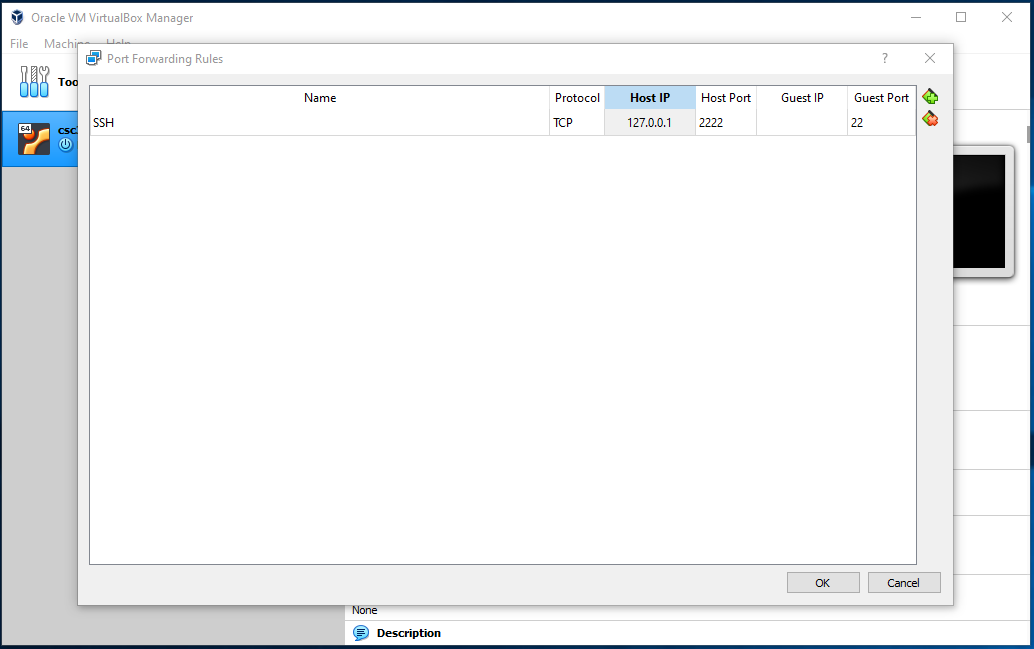 Oracle VM VirtualBox Manager
File Machine Help
Port Forwarding Rules
?
Too
Name Protocol Host IP Host Port Guest IP Guest Port
SSH TCP 127.0.0.1 2222 22
64
csc
OK Cancel
None
Description